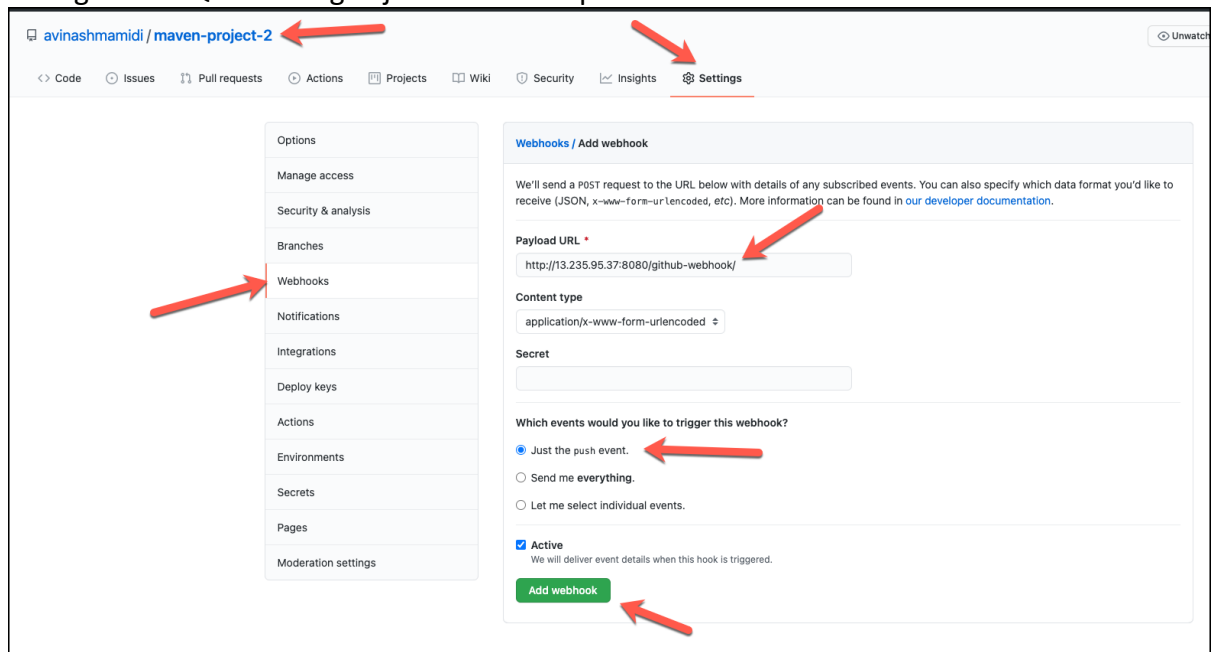 avinashmamidi / maven-project-2
Unwatch
<> Code Issues Pull requests Actions Projects Wiki Security Insights Settings
Options
Manage access
Security & analysis
Branches
Webhooks
Notifications
Integrations
Deploy keys
Actions
Environments
Secrets
Pages
Moderation settings
Webhooks / Add webhook
We'll send a POST request to the URL below with details of any subscribed events. You can also specify which data format you'd like to
receive (JSON, x-www-form-urlencoded, etc). More information can be found in our developer documentation.
Payload URL *
http://13.235.95.37:8080/github-webhook/
Content type
application/x-www-form-urlencoded
Secret
Which events would you like to trigger this webhook?
Just the push event.
Send me everything.
Let me select individual events.
Active
We will deliver event details when this hook is triggered.
Add webhook